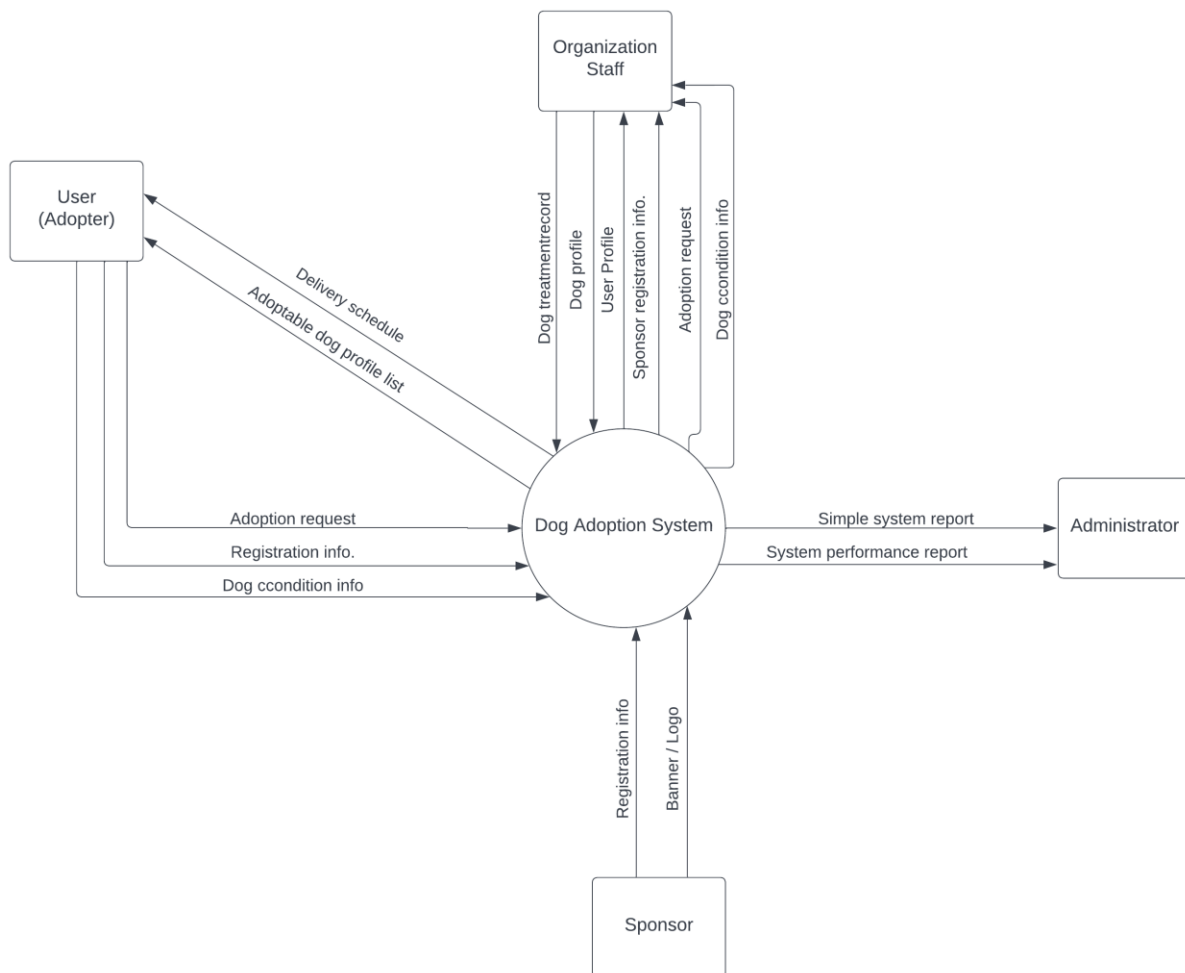 Organization
Staff
User
(Adopter)
Dog treatmentrecord
Dog profile
User Profile
Sponsor registration info.
Adoption request
Dog ccondition info
Delivery schedule
Adoptable dog profile list
Adoption request
Registration info.
Dog ccondition info
Dog Adoption System
Simple system report
System performance report
Administrator
Registration info
Banner / Logo
Sponsor